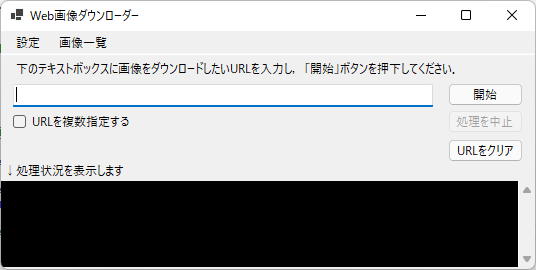 Web画像ダウンローダー
設定 画像一覧
下のテキストボックスに画像をダウンロードしたいURLを入力し，「開始」ボタンを押下してください．
開始
URLを複数指定する
処理を中止
URLをクリア
↓処理状況を表示します